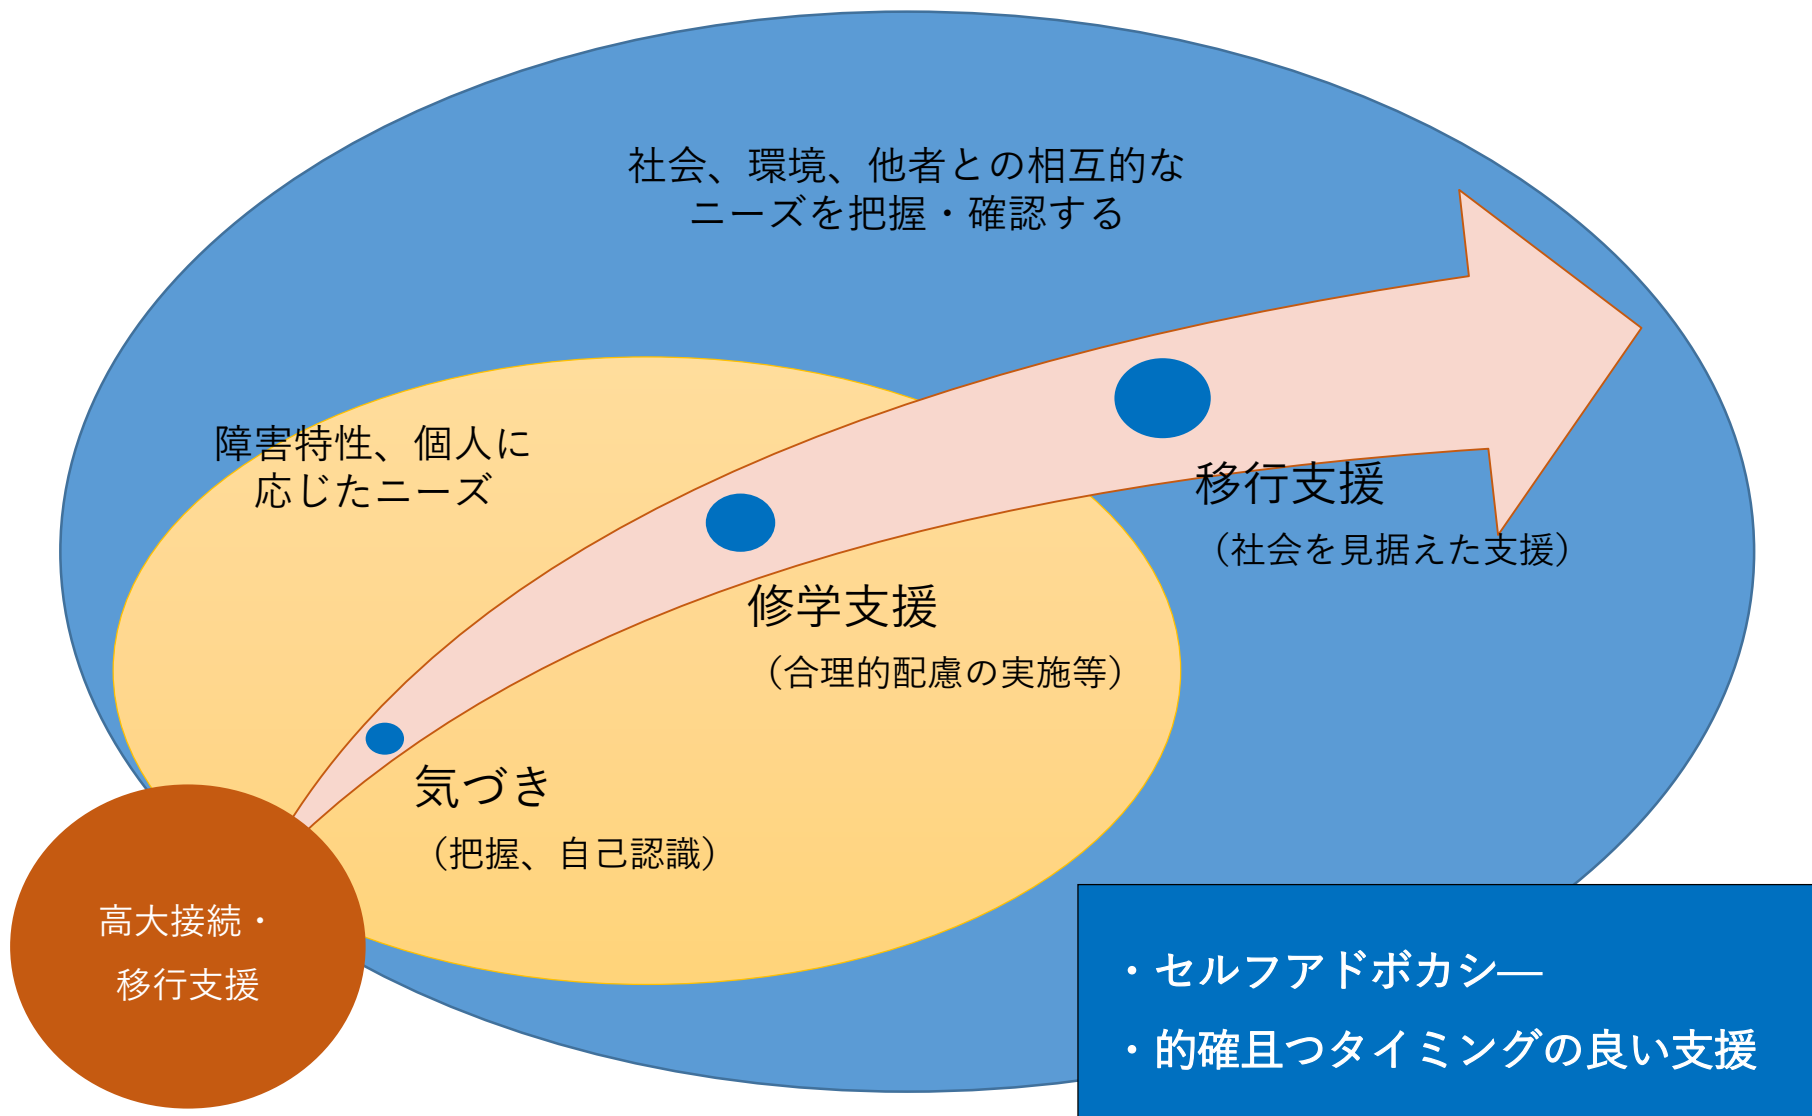 社会、環境、他者との相互的な
ニーズを把握・確認する
障害特性、個人に
応じたニーズ
移行支援
（社会を見据えた支援）
修学支援
（合理的配慮の実施等）
気づき
（把握、自己認識）
高大接続・
移行支援
・セルフアドボカシ―
・的確且つタイミングの良い支援